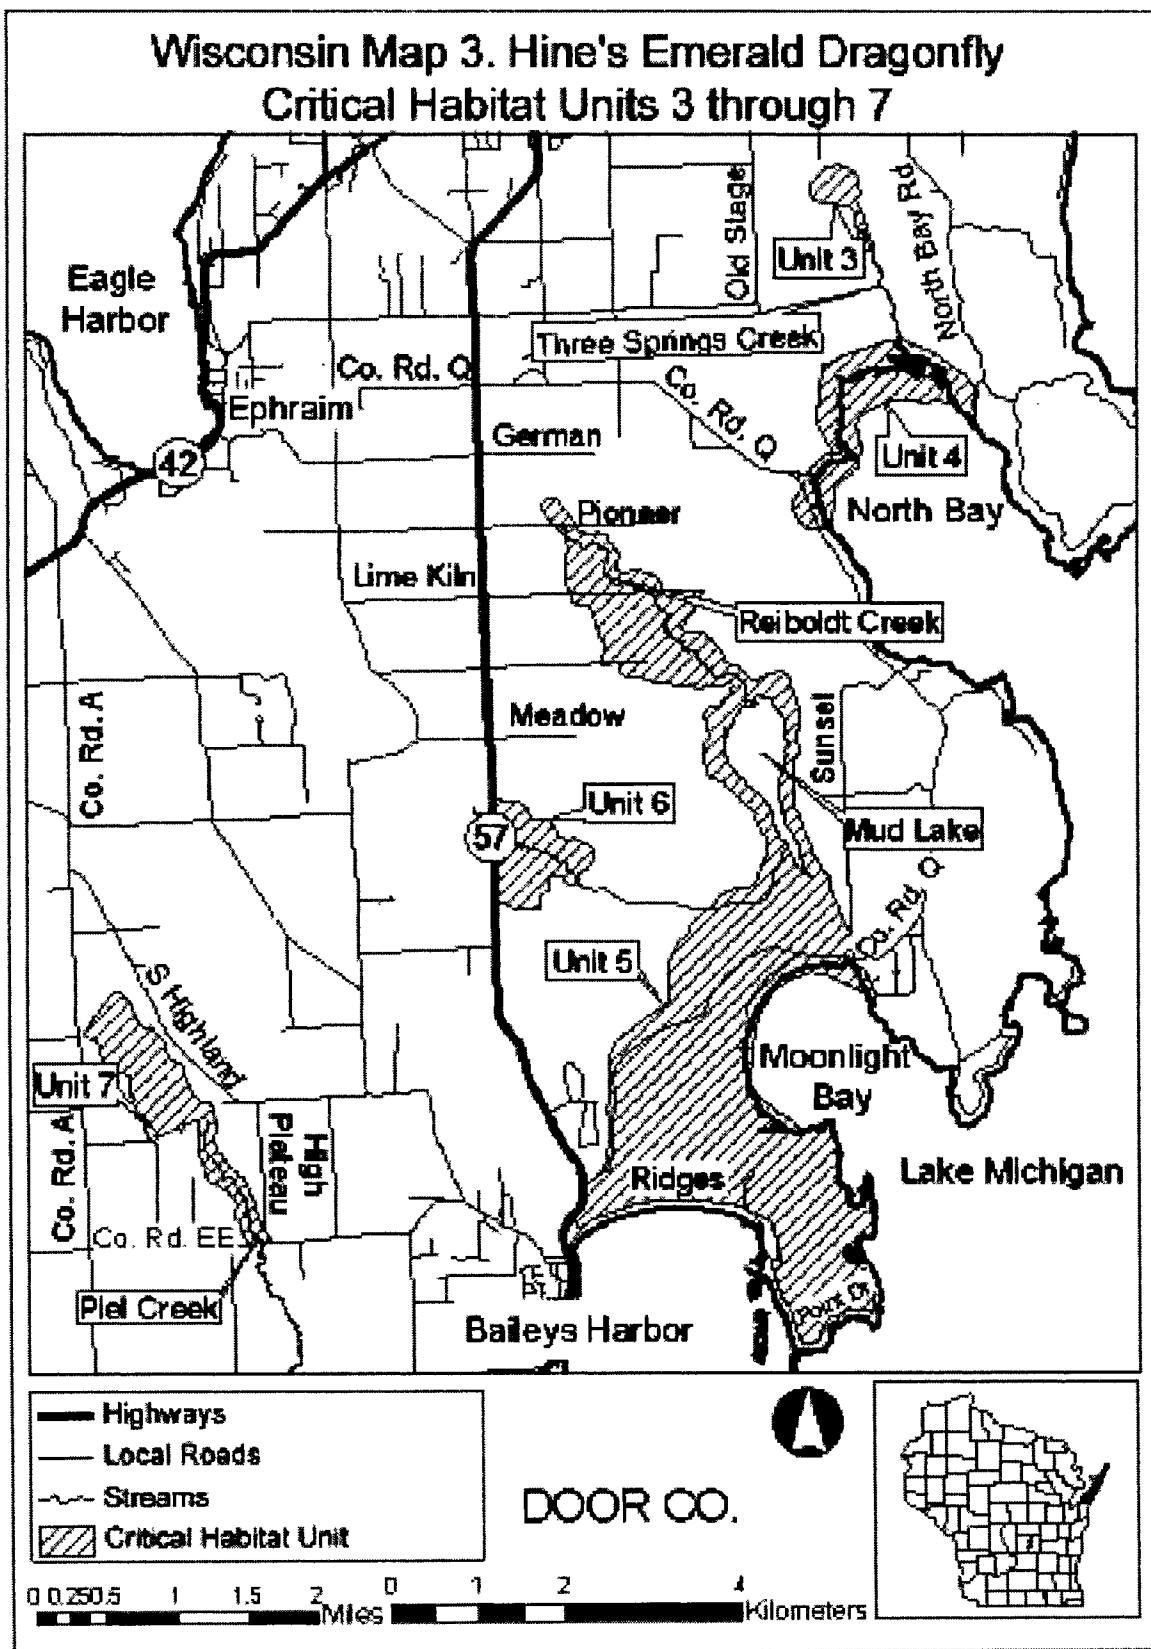 Wisconsin Map 3. Hine's Emerald Dragonfly
Critical Habitat Units 3 through 7
Old Stage
North Bay Rd
Unit 3
Eagle
Harbor
North Bay
Three Springs Creek
Co. Rd. Q
Co. Rd. Q
Ephraim
German
Unit 4
42
North Bay
Pioneer
Lime Kiln
Reiboldt Creek
Co. Rd. A
Meadow
Sunset
Unit 6
57
Mud Lake
Co. Rd. Q
Unit 5
S Highland
Moonlight
Bay
Unit 7
Co. Rd. A
High
Plateau
Ridges
Lake Michigan
Co. Rd. EE
Piel Creek
Point Dr
Baileys Harbor
Highways
Local Roads
Streams
Critical Habitat Unit
DOOR CO.
0 0.25 0.5 1 1.5 2 Miles
0 1 2 4 Kilometers